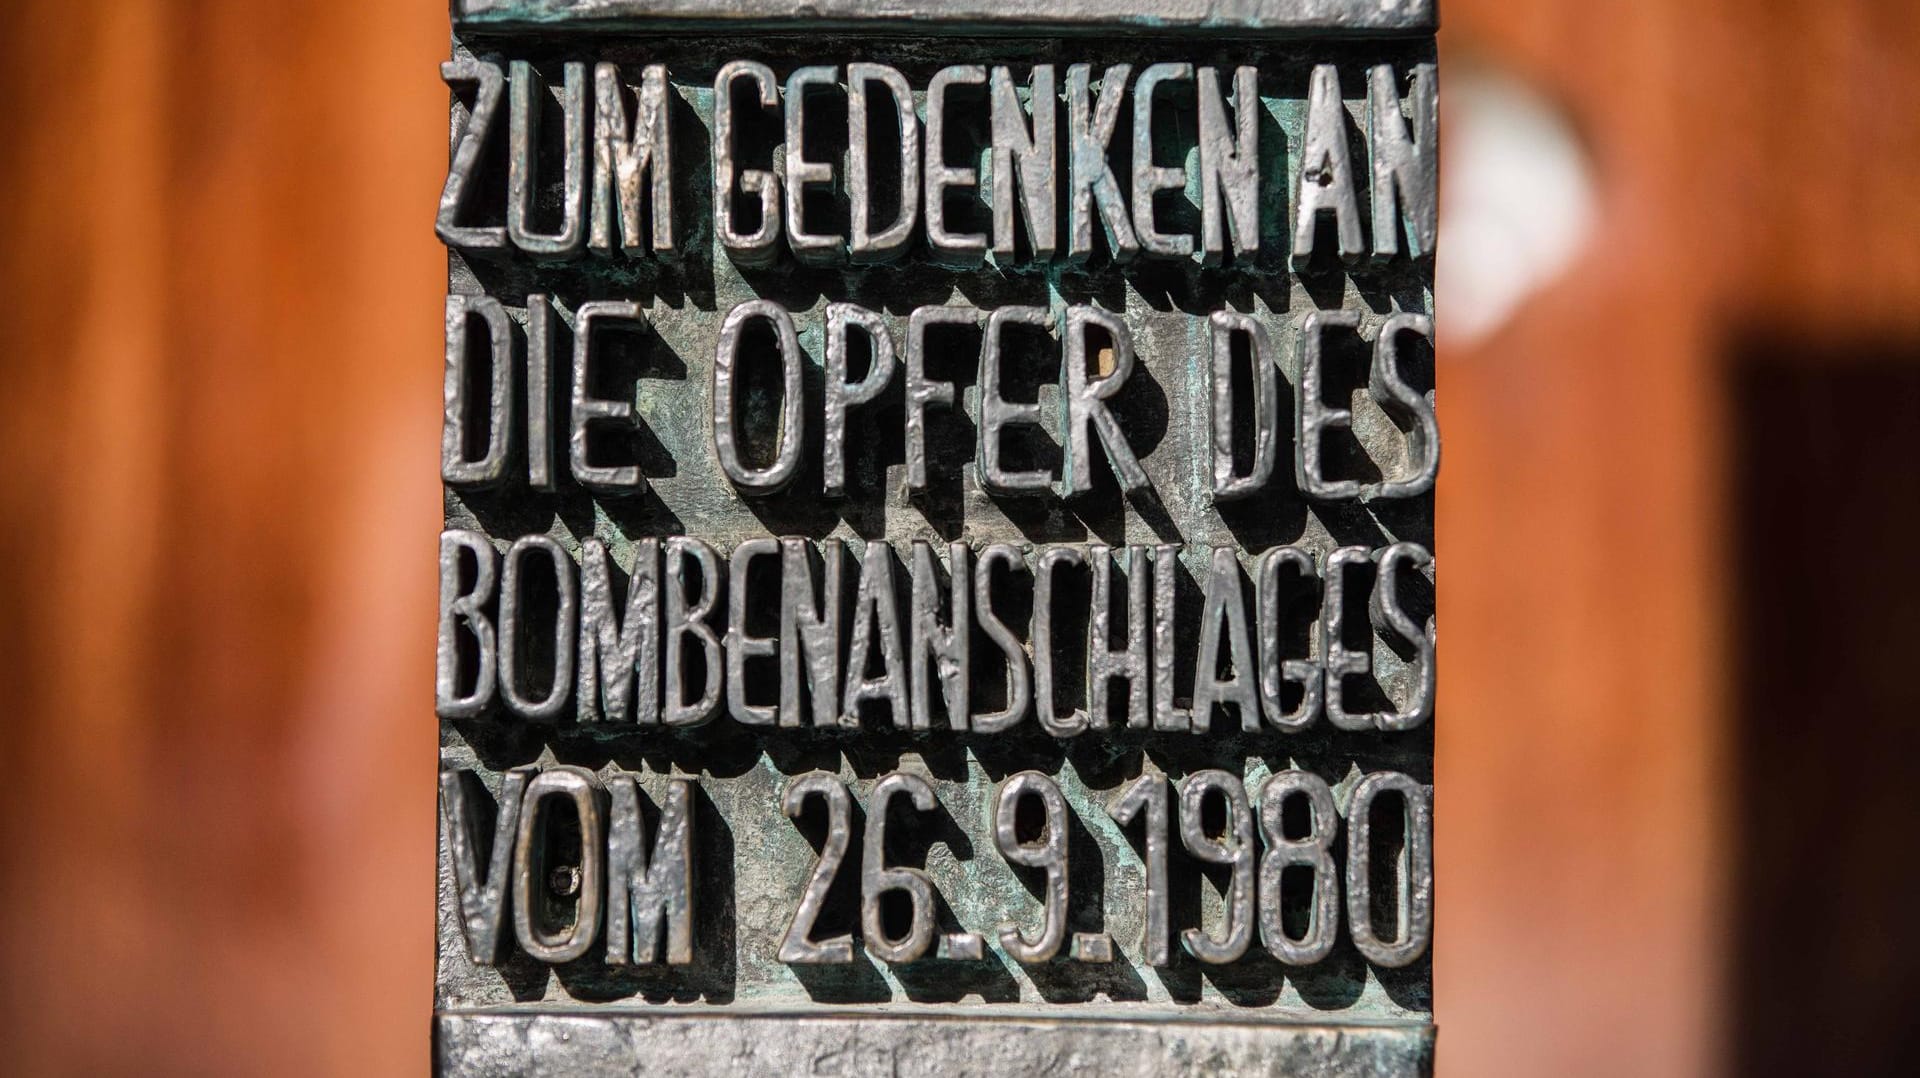 ZUM GEDENKEN AN
DIE OPFER DES
BOMBENANSCHLAGES
VOM 26.9.1980